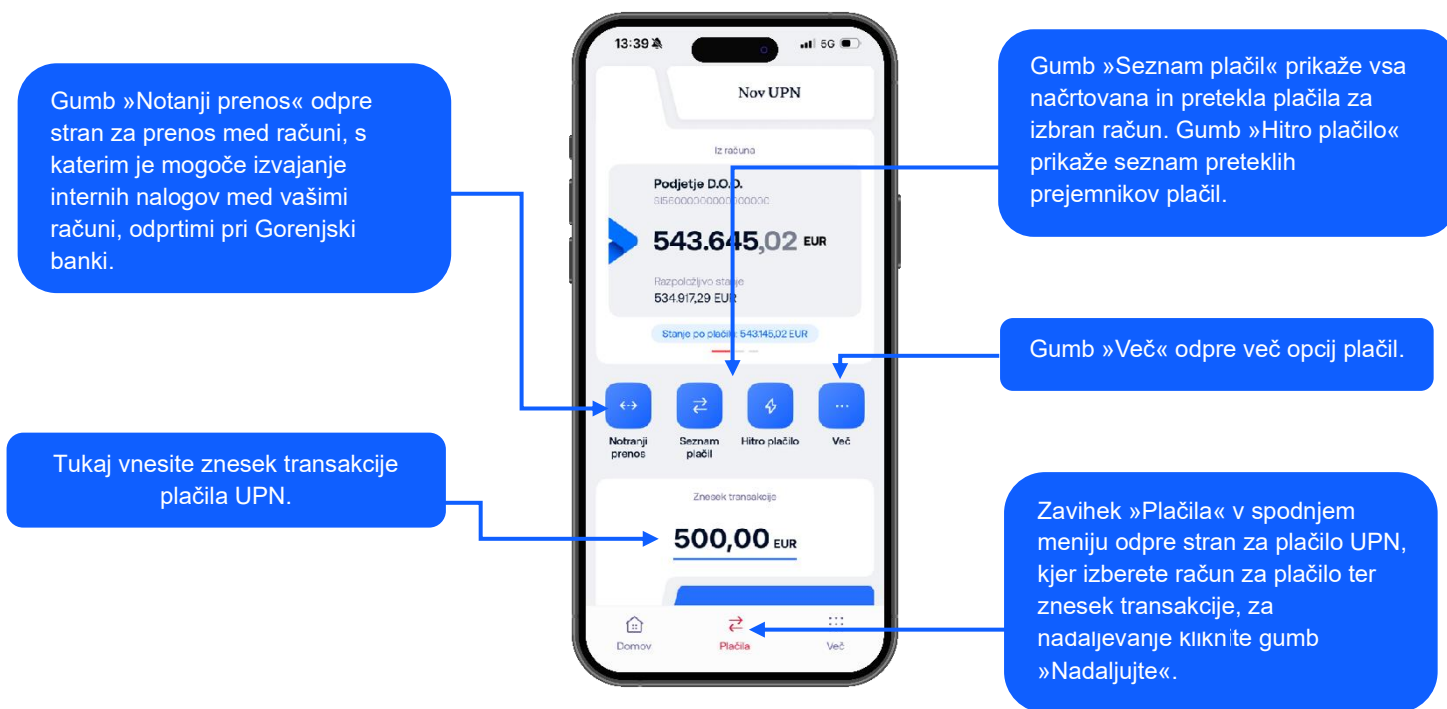 Gumb »Notanji prenos« odpre
stran za prenos med računi, s
katerim je mogoče izvajanje
internih nalogov med vašimi
računi, odprtimi pri Gorenjski
banki.
Tukaj vnesite znesek transakcije
plačila UPN.
13:39
5G
Nov UPN
Iz računa
Podjetje D.O.O.
543.645,02 EUR
Razpoložljivo stanje
534.917,29 EUR
Stanje po plačilu: 543.145,02 EUR
Notranji
prenos
Seznam
plačil
Hitro plačilo
Več
Znesek transakcije
500,00 EUR
Domov
Plačila
Več
Gumb »Seznam plačil« prikaže vsa
načrtovana in pretekla plačila za
izbran račun. Gumb »Hitro plačilo«
prikaže seznam preteklih
prejemnikov plačil.
Gumb »Več« odpre več opcij plačil.
Zavihek »Plačila« v spodnjem
meniju odpre stran za plačilo UPN,
kjer izberete račun za plačilo ter
znesek transakcije, za
nadaljevanje kliknite gumb
»Nadaljujte«.